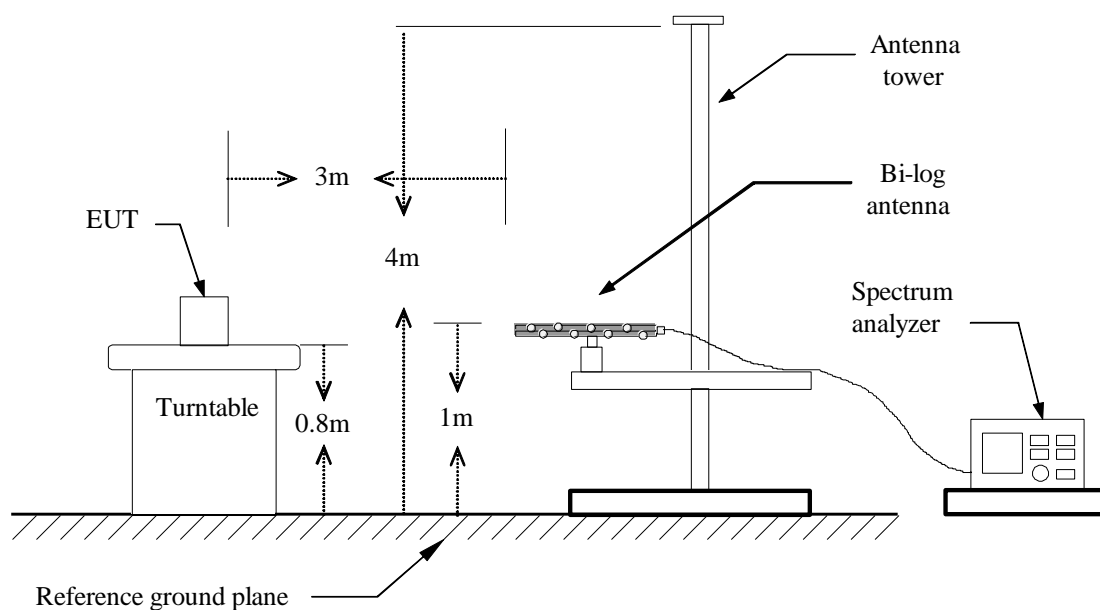 Antenna
tower
3m
Bi-log
antenna
EUT
4m
Spectrum
analyzer
Turntable
0.8m
1m
Reference ground plane